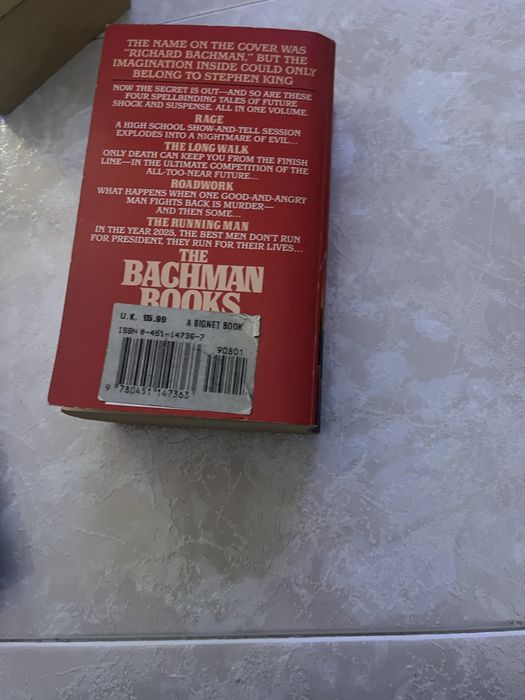 THE NAME ON THE COVER WAS
"RICHARD BACHMAN," BUT THE
IMAGINATION INSIDE COULD ONLY
BELONG TO STEPHEN KING
NOW THE SECRET IS OUT—AND SO ARE THESE
FOUR SPELLBINDING TALES OF FUTURE
SHOCK AND SUSPENSE. ALL IN ONE VOLUME.
RAGE
A HIGH SCHOOL SHOW-AND-TELL SESSION
EXPLODES INTO A NIGHTMARE OF EVIL...
THE LONG WALK
ONLY DEATH CAN KEEP YOU FROM THE FINISH
LINE—IN THE ULTIMATE COMPETITION OF THE
ALL-TOO-NEAR FUTURE...
ROADWORK
WHAT HAPPENS WHEN ONE GOOD-AND-ANGRY
MAN FIGHTS BACK IS MURDER—
AND THEN SOME...
THE RUNNING MAN
IN THE YEAR 2025, THE BEST MEN DON'T RUN
FOR PRESIDENT, THEY RUN FOR THEIR LIVES...
THE
BACHMAN
BOOKS
U.K. £5.99 A SIGNET BOOK
ISBN 0-451-14736-7
90801
9 780451 147363